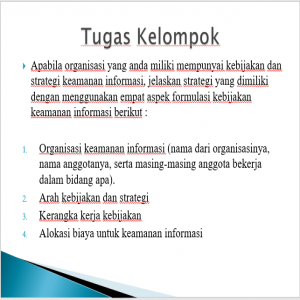 Tugas Kelompok
Apabila organisasi yang anda miliki mempunyai kebijakan dan
strategi keamanan informasi, jelaskan strategi yang dimiliki
dengan menggunakan empat aspek formulasi kebijakan
keamanan informasi berikut :
1. Organisasi keamanan informasi (nama dari organisasinya,
nama anggotanya, serta masing-masing anggota bekerja
dalam bidang apa).
2. Arah kebijakan dan strategi
3. Kerangka kerja kebijakan
4. Alokasi biaya untuk keamanan informasi